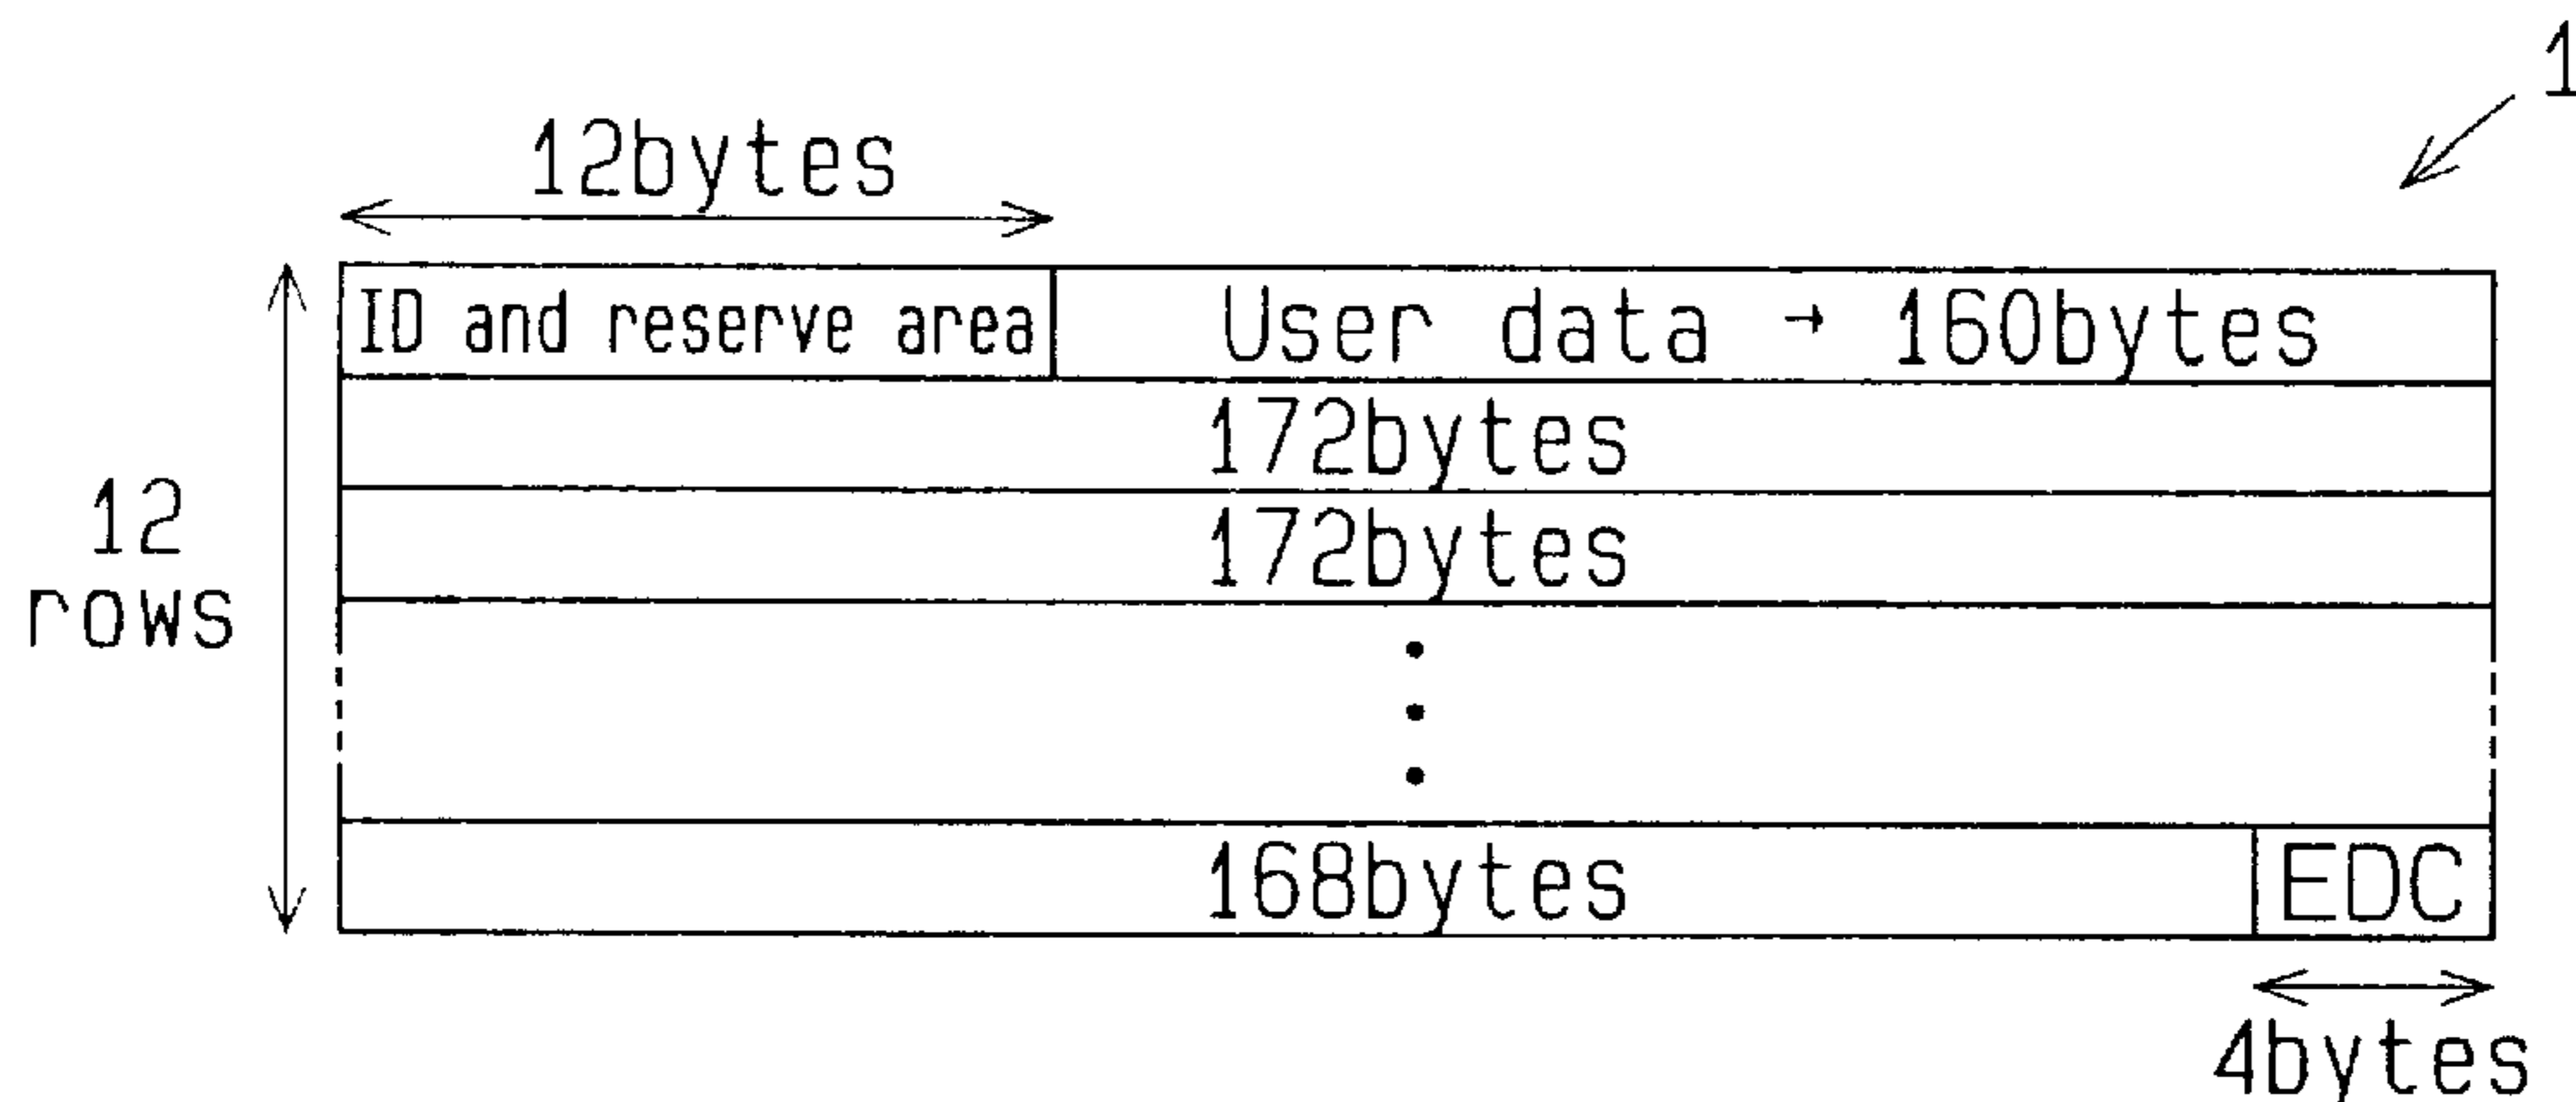 1
12bytes
ID and reserve area User data → 160bytes
172bytes
12
rows
172bytes
168bytes EDC
4bytes